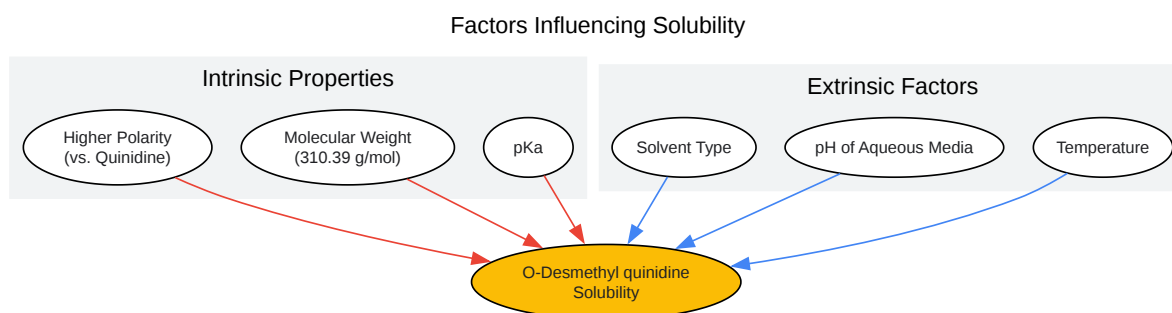 Factors Influencing Solubility
Intrinsic Properties
Higher Polarity
(vs. Quinidine)
Molecular Weight
(310.39 g/mol)
pKa
Extrinsic Factors
Solvent Type
pH of Aqueous Media
Temperature
O-Desmethyl quinidine
Solubility